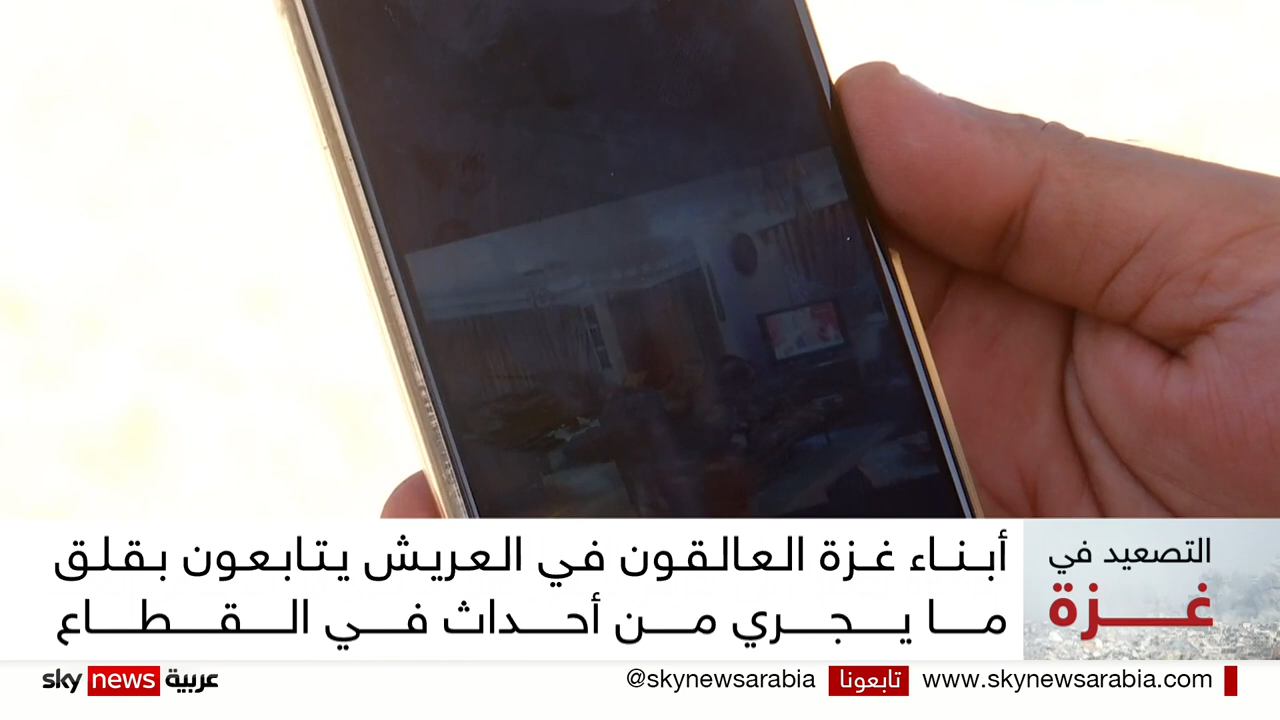 التصعيد في
غزة
أبناء غزة العالقون في العريش يتابعون بقلق
ما يجري من أحداث في القطاع
www.skynewsarabia.com تابعونا @skynewsarabia
sky news عربية